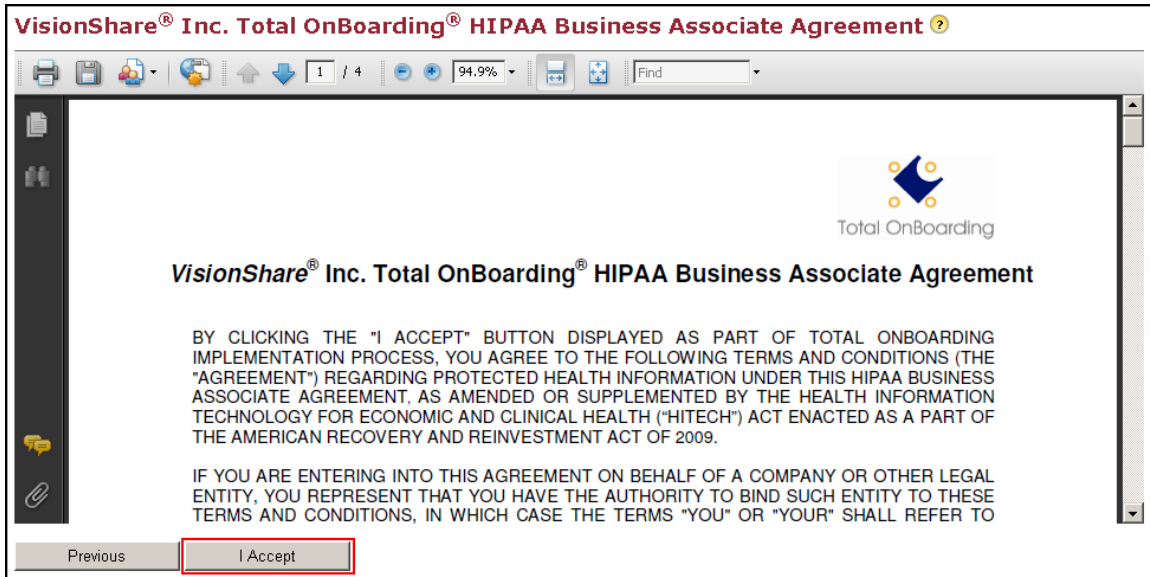 VisionShare® Inc. Total OnBoarding® HIPAA Business Associate Agreement ?
1 / 4 94.9% Find
Total OnBoarding
VisionShare® Inc. Total OnBoarding® HIPAA Business Associate Agreement
BY CLICKING THE "I ACCEPT" BUTTON DISPLAYED AS PART OF TOTAL ONBOARDING
IMPLEMENTATION PROCESS, YOU AGREE TO THE FOLLOWING TERMS AND CONDITIONS (THE
"AGREEMENT") REGARDING PROTECTED HEALTH INFORMATION UNDER THIS HIPAA BUSINESS
ASSOCIATE AGREEMENT, AS AMENDED OR SUPPLEMENTED BY THE HEALTH INFORMATION
TECHNOLOGY FOR ECONOMIC AND CLINICAL HEALTH (“HITECH”) ACT ENACTED AS A PART OF
THE AMERICAN RECOVERY AND REINVESTMENT ACT OF 2009.
IF YOU ARE ENTERING INTO THIS AGREEMENT ON BEHALF OF A COMPANY OR OTHER LEGAL
ENTITY, YOU REPRESENT THAT YOU HAVE THE AUTHORITY TO BIND SUCH ENTITY TO THESE
TERMS AND CONDITIONS, IN WHICH CASE THE TERMS "YOU" OR "YOUR" SHALL REFER TO
Previous I Accept